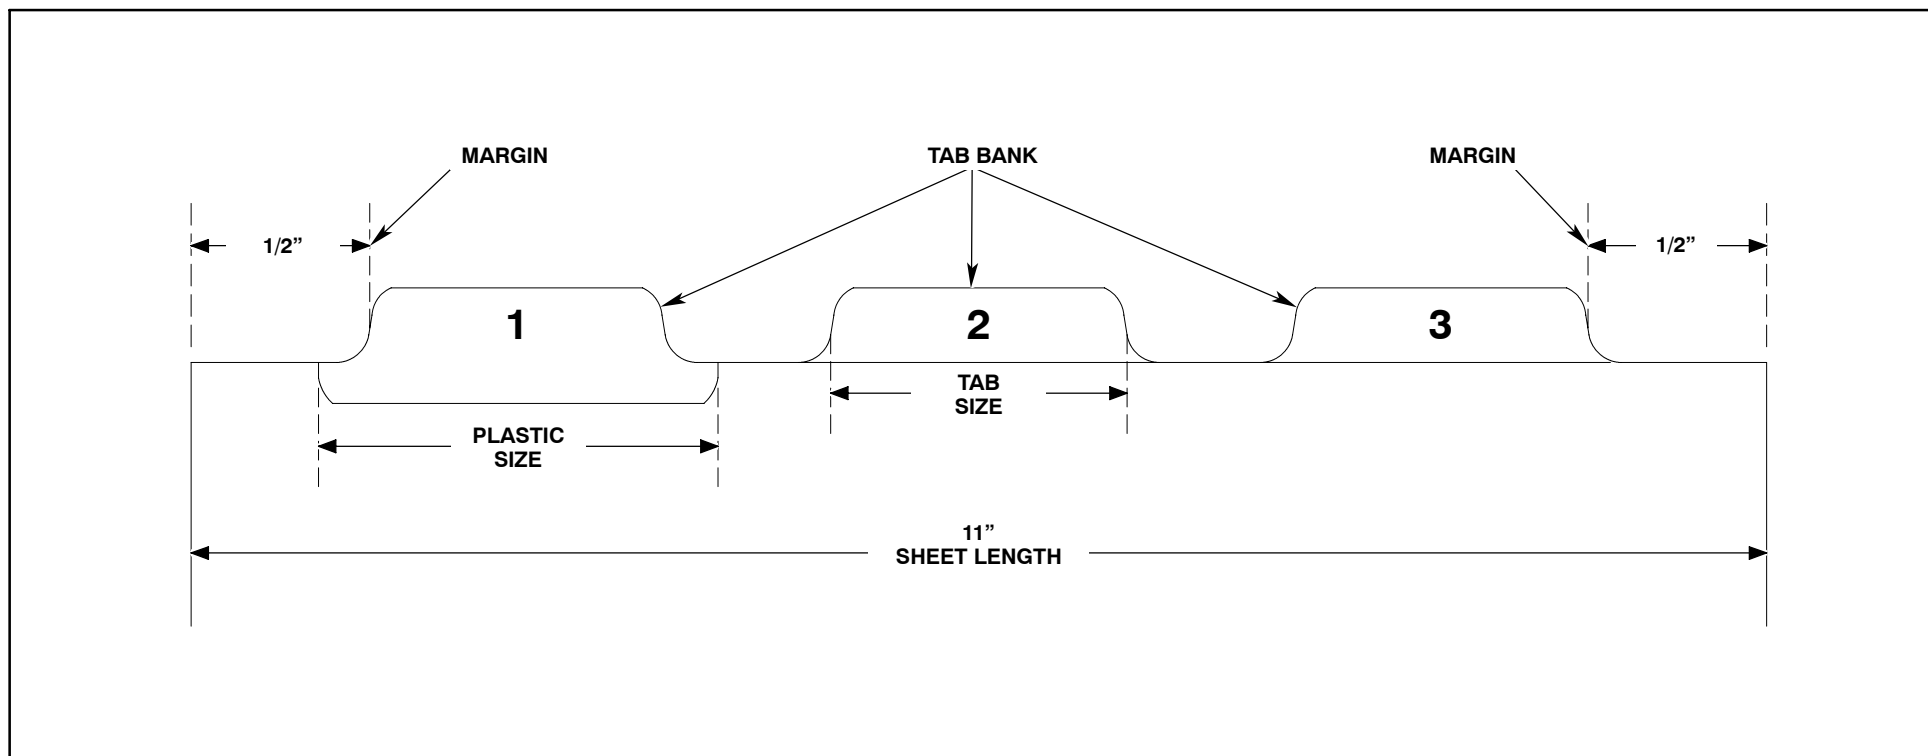 MARGIN
TAB BANK
MARGIN
1/2”
1/2”
1
2
3
TAB
SIZE
PLASTIC
SIZE
11”
SHEET LENGTH